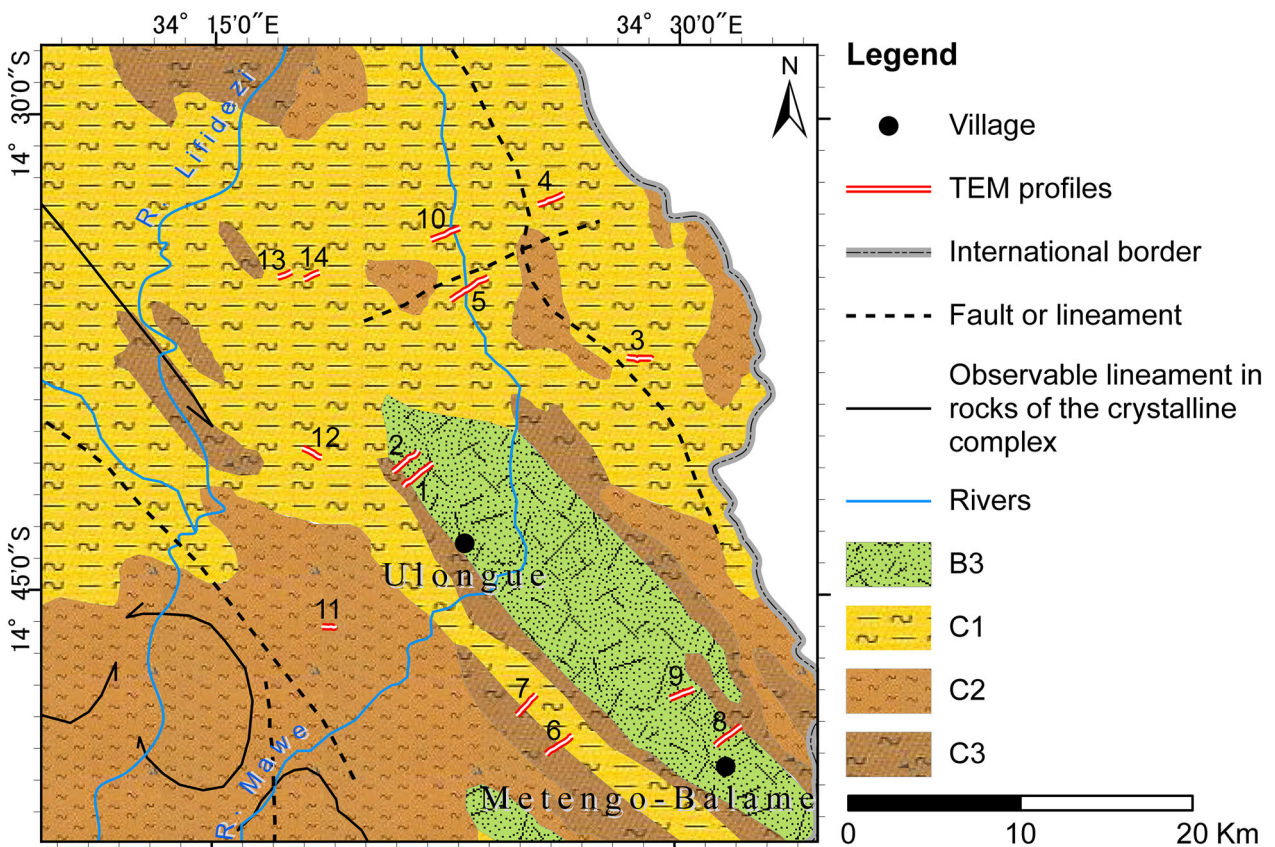 34° 15′0″E
34° 30′0″E
14° 30′0″S
14° 45′0″S
N
R. Lifidezi
R. Mawe
4
10
13
14
5
3
12
2
1
Ulongue
11
7
9
6
8
Metengo-Balame
Legend
Village
TEM profiles
International border
Fault or lineament
Observable lineament in
rocks of the crystalline
complex
Rivers
B3
C1
C2
C3
0 10 20 Km